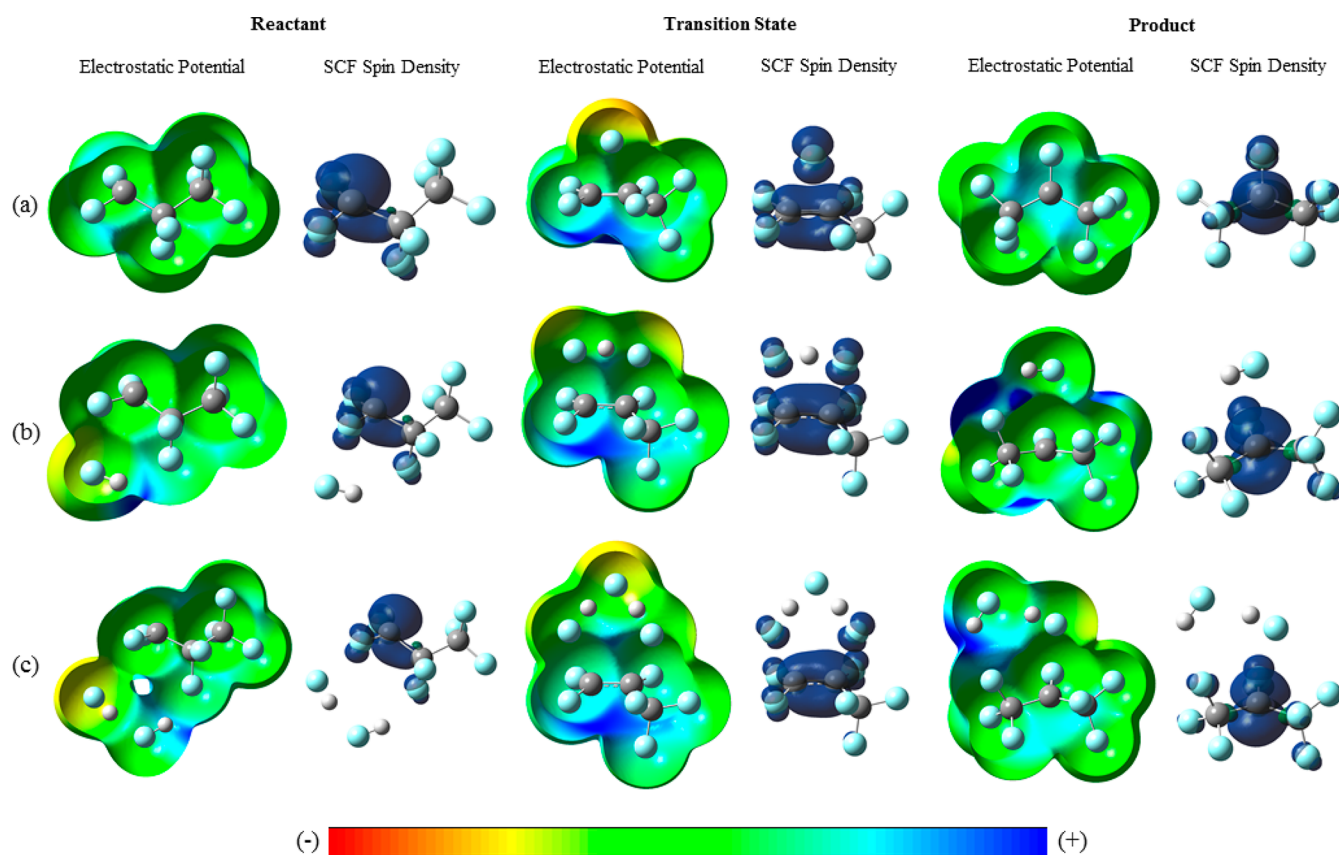 Reactant Transition State Product
Electrostatic Potential SCF Spin Density Electrostatic Potential SCF Spin Density Electrostatic Potential SCF Spin Density
(a)
(b)
(c)
(-) (+)